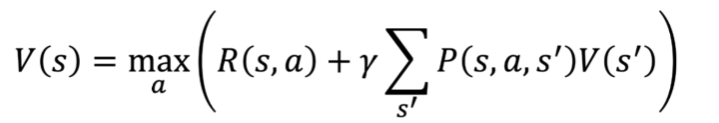 V(s) = max_a ( R(s, a) + γ ∑_{s′} P(s, a, s′)V(s′) )